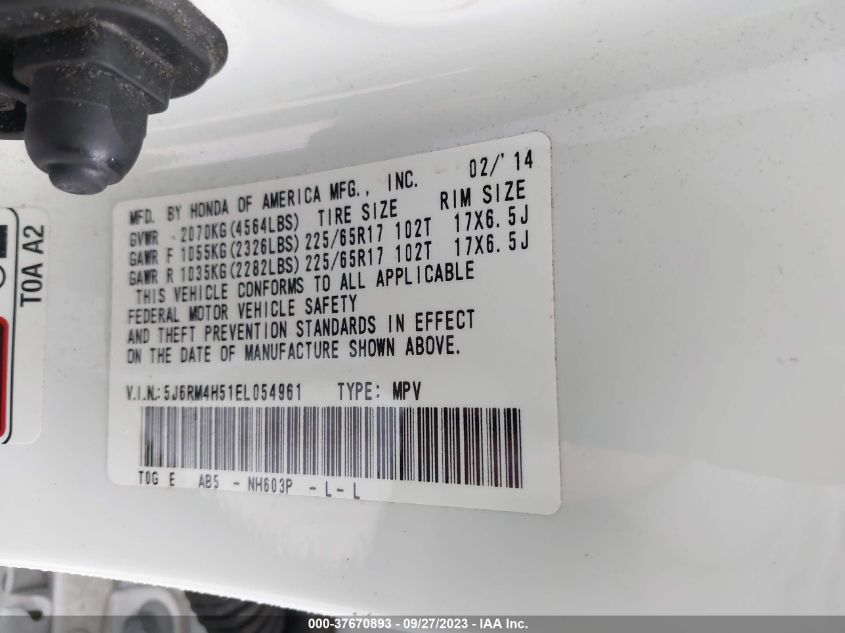 MFD. BY HONDA OF AMERICA MFG., INC. 02/'14
GVWR 2070KG(4564LBS) TIRE SIZE RIM SIZE
GAWR F 1055KG(2326LBS) 225/65R17 102T 17X6.5J
GAWR R 1035KG(2282LBS) 225/65R17 102T 17X6.5J
THIS VEHICLE CONFORMS TO ALL APPLICABLE
FEDERAL MOTOR VEHICLE SAFETY
AND THEFT PREVENTION STANDARDS IN EFFECT
ON THE DATE OF MANUFACTURE SHOWN ABOVE.
V.I.N.: 5J6RM4H51EL054961 TYPE: MPV
T0G E AB5 - NH603P - L - L
T0A A2
000-37670893 - 09/27/2023 - IAA Inc.